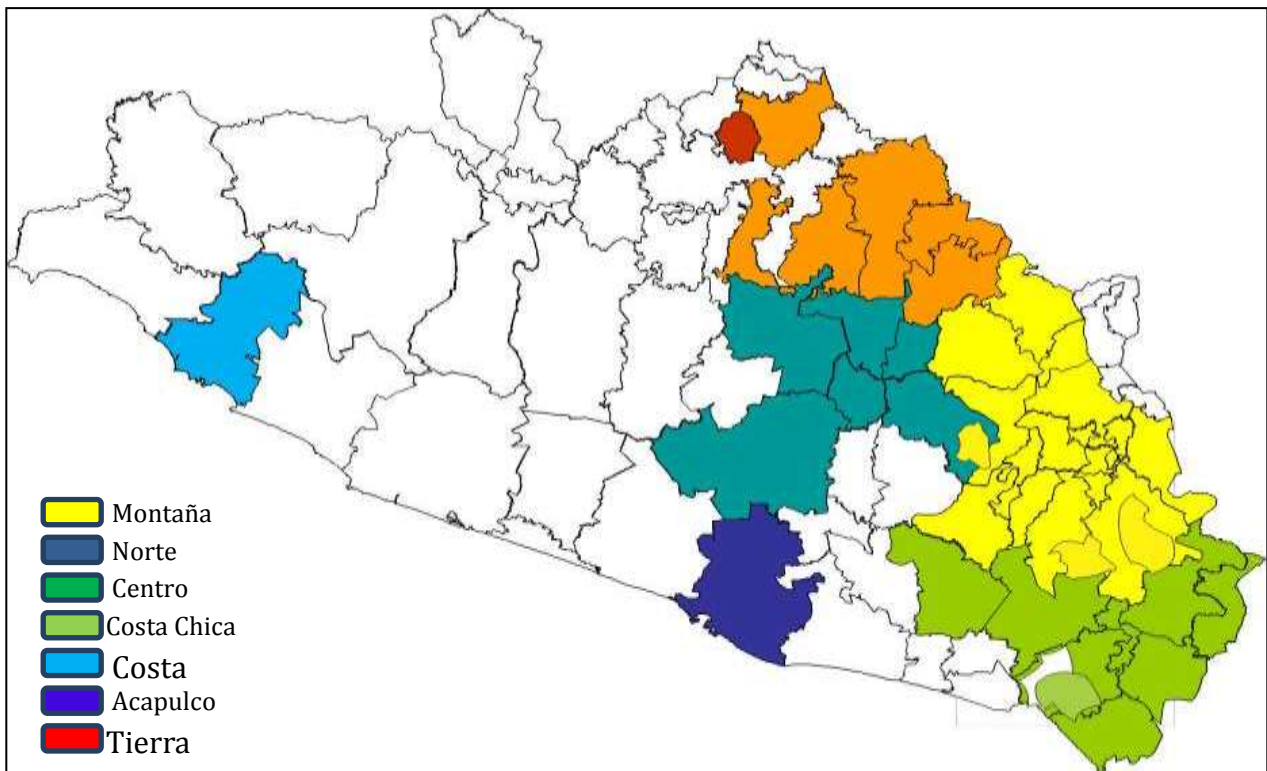 Montaña
Norte
Centro
Costa Chica
Costa
Acapulco
Tierra